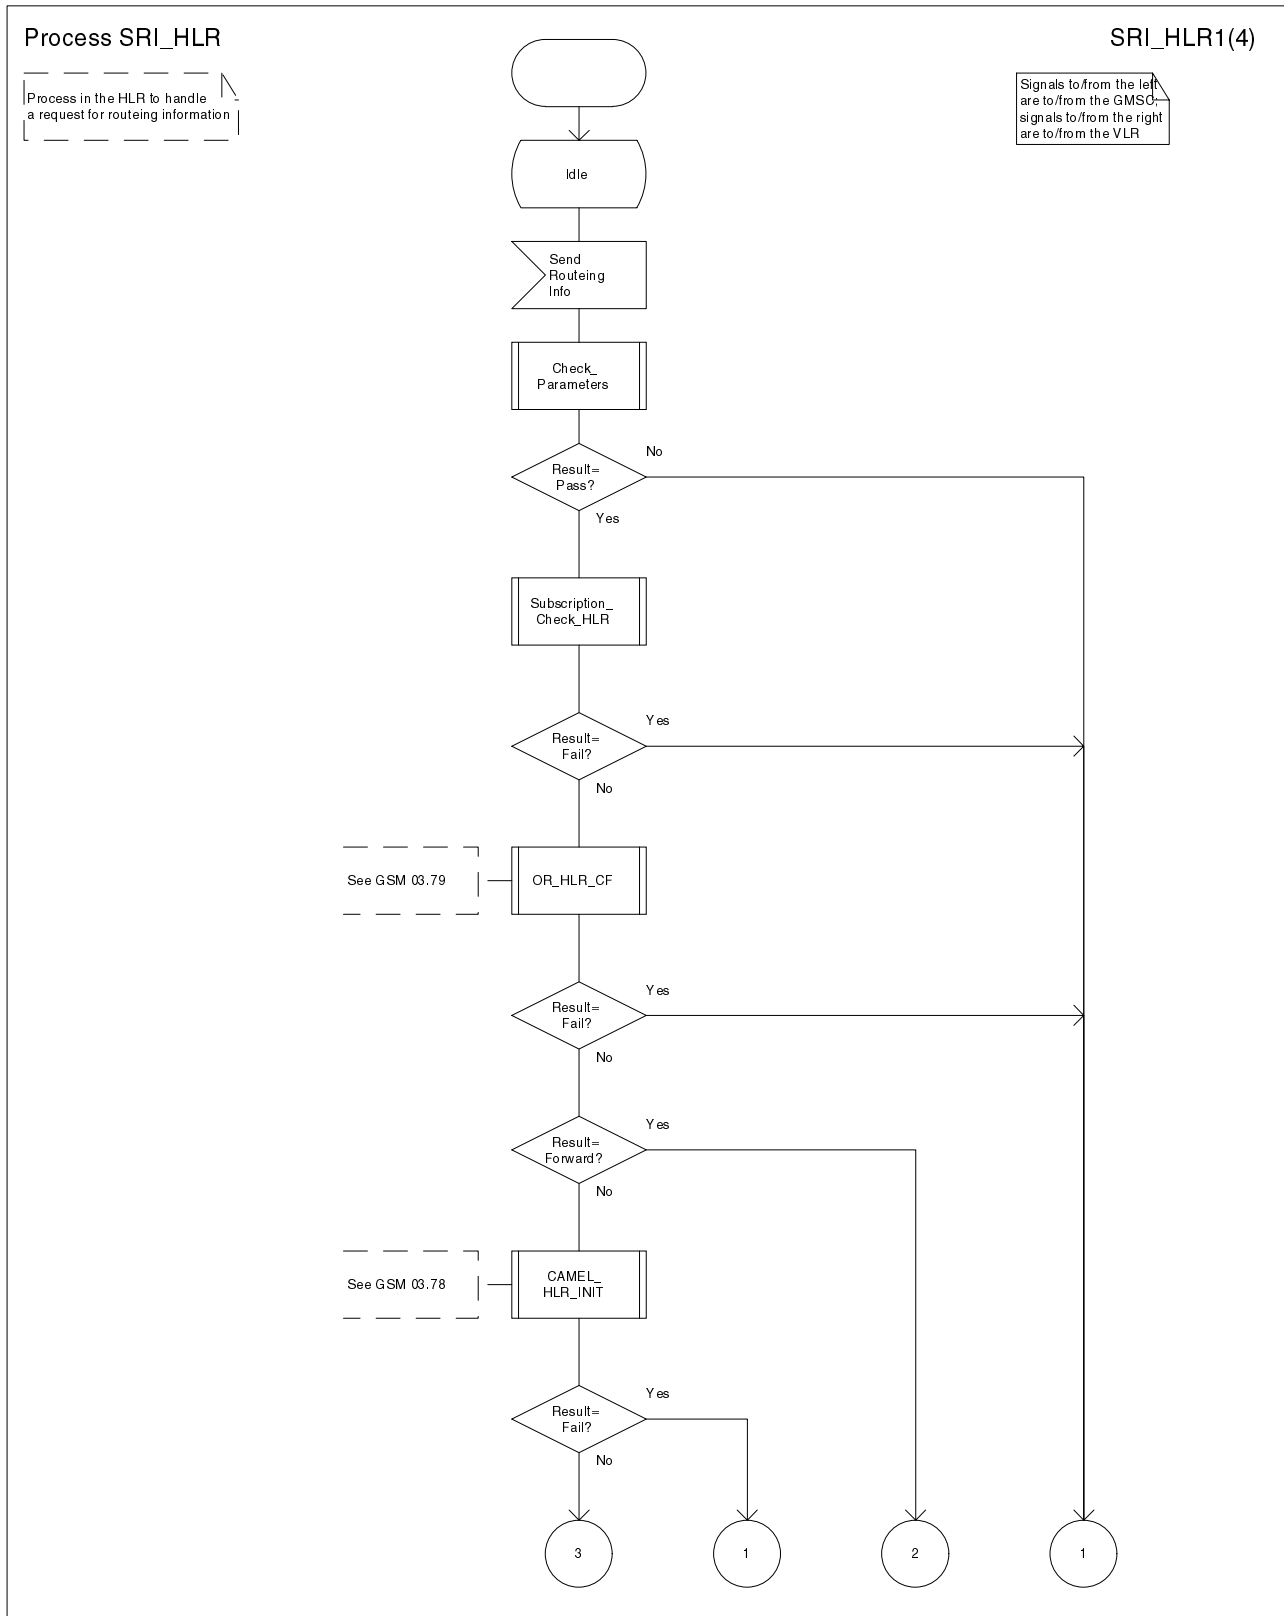 Process SRI_HLR
SRI_HLR1(4)
Process in the HLR to handle
a request for routeing information
Signals to/from the left
are to/from the GMSC;
signals to/from the right
are to/from the VLR
Idle
Send
Routeing
Info
Check_
Parameters
Result=
Pass?
No
Yes
Subscription_
Check_HLR
Result=
Fail?
Yes
No
See GSM 03.79
OR_HLR_CF
Result=
Fail?
Yes
No
Result=
Forward?
Yes
No
See GSM 03.78
CAMEL_
HLR_INIT
Result=
Fail?
Yes
No
3
1
2
1